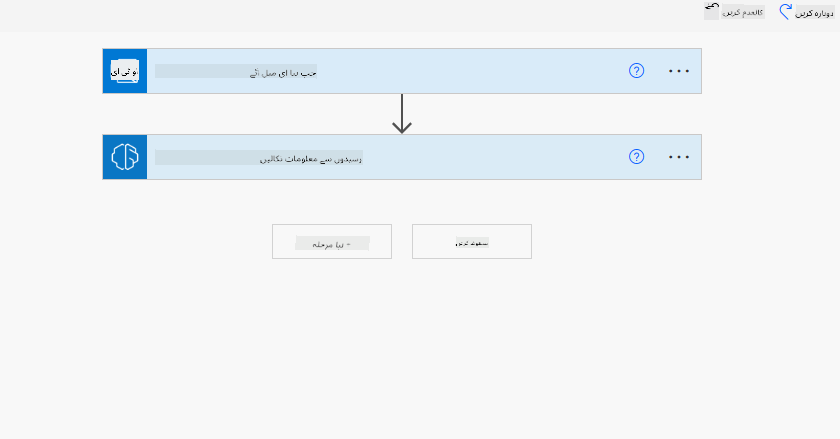 کالعدم کریں
دوبارہ کریں
او ٹی ای
جب نیا ای میل آئے
رسیدوں سے معلومات نکالیں
+ نیا مرحلہ
محفوظ کریں